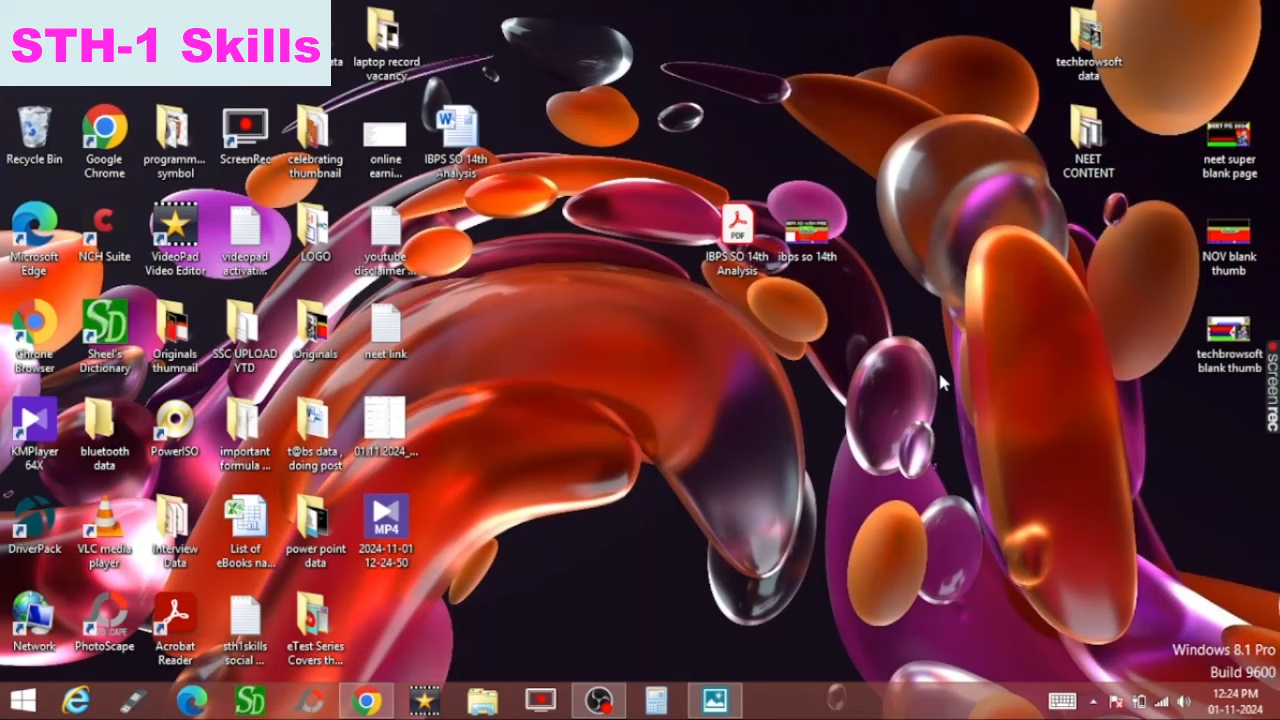 STH-1 Skills
ata
laptop record
vacancy
techbrowsoft
data
Recycle Bin
Google
Chrome
programm...
symbol
ScreenRec
celebrating
thumbnail
online
earni...
IBPS SO 14th
Analysis
NEET
CONTENT
neet super
blank page
Microsoft
Edge
NCH Suite
VideoPad
Video Editor
videopad
activati...
LOGO
youtube
disclaimer ...
PDF
IBPS SO 14th
Analysis
ibps so 14th
NOV blank
thumb
Chrome
Browser
Sheel's
Dictionary
Originals
thumnail
SSC UPLOAD
YTD
Originals
neet link
techbrowsoft
blank thumb
screenrec
KMPlayer
64X
bluetooth
data
PowerISO
important
formula ...
t@bs data ,
doing post
01.11.2024_...
DriverPack
VLC media
player
Interview
Data
List of
eBooks na...
power point
data
MP4
2024-11-01
12-24-50
Network
PhotoScape
Acrobat
Reader
sth1skills
social ...
eTest Series
Covers th...
Windows 8.1 Pro
Build 9600
SD
12:24 PM
01-11-2024